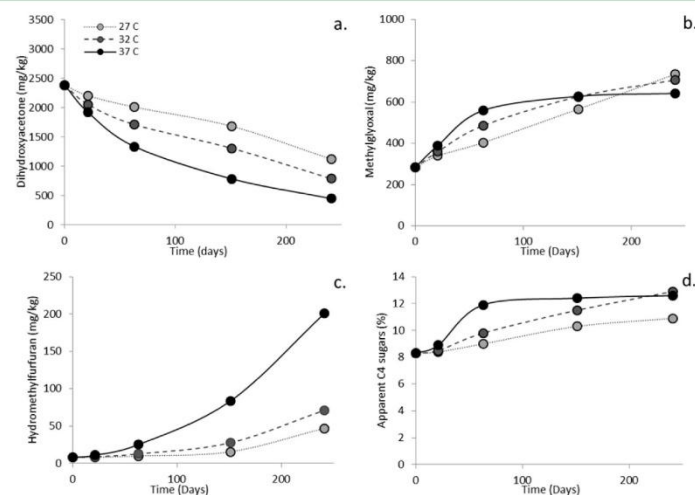 a.
27 C
32 C
37 C
3500
3000
2500
2000
1500
1000
500
0
Dihydroxyacetone (mg/kg)
0 100 200
Time (days)
b.
1000
800
600
400
200
0
Methylglyoxal (mg/kg)
0 100 200
Time (Days)
c.
250
200
150
100
50
0
Hydromethylfurfuran (mg/kg)
0 100 200
Time (Days)
d.
14
12
10
8
6
4
2
0
Apparent C4 sugars (%)
0 100 200
Time (Days)